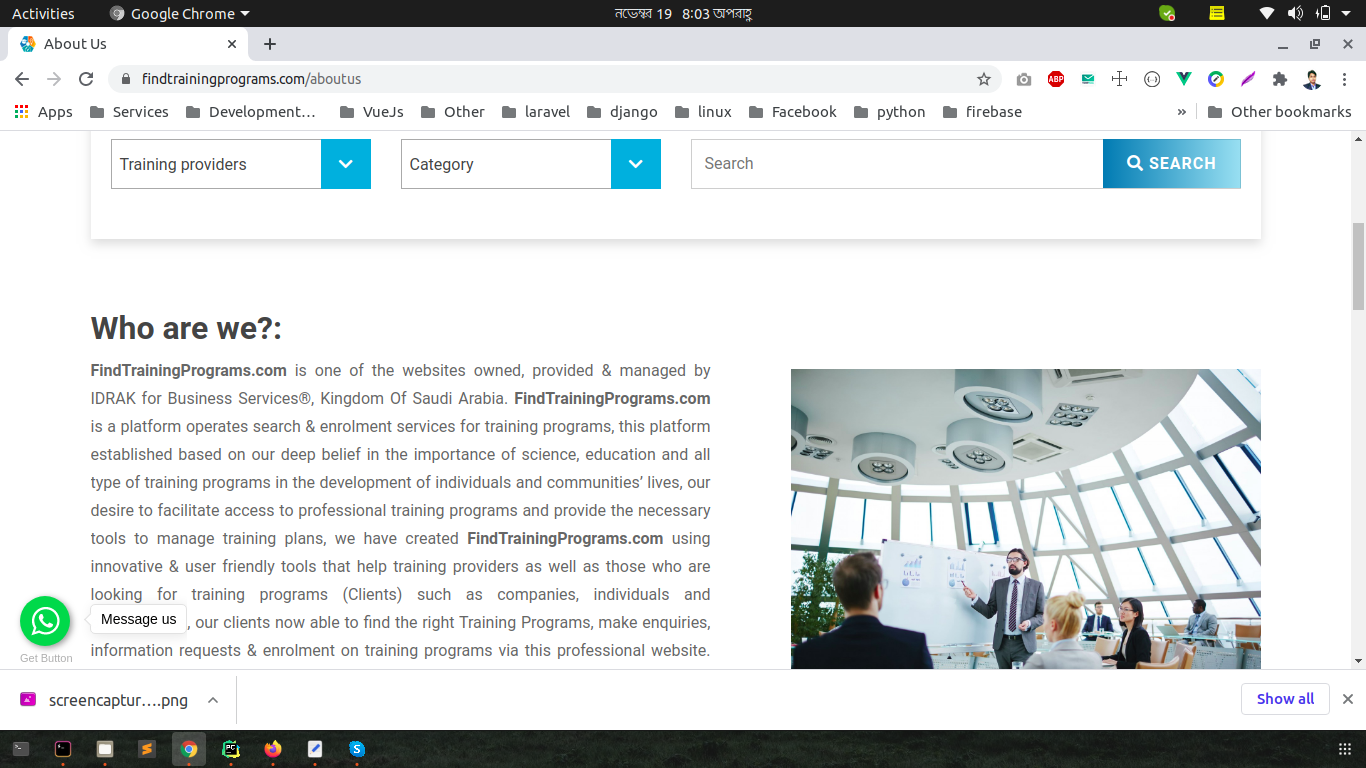 Activities
Google Chrome
নভেম্বর 19 8:03 অপরাহ্ণ
About Us
findtrainingprograms.com/aboutus
ABP
Apps
Services
Development…
VueJs
Other
laravel
django
linux
Facebook
python
firebase
»
Other bookmarks
Training providers
Category
Search
SEARCH
Who are we?:
FindTrainingPrograms.com is one of the websites owned, provided & managed by
IDRAK for Business Services®, Kingdom Of Saudi Arabia. FindTrainingPrograms.com
is a platform operates search & enrolment services for training programs, this platform
established based on our deep belief in the importance of science, education and all
type of training programs in the development of individuals and communities’ lives, our
desire to facilitate access to professional training programs and provide the necessary
tools to manage training plans, we have created FindTrainingPrograms.com using
innovative & user friendly tools that help training providers as well as those who are
looking for training programs (Clients) such as companies, individuals and
Message us
, our clients now able to find the right Training Programs, make enquiries,
information requests & enrolment on training programs via this professional website.
Get Button
screencaptur….png
Show all